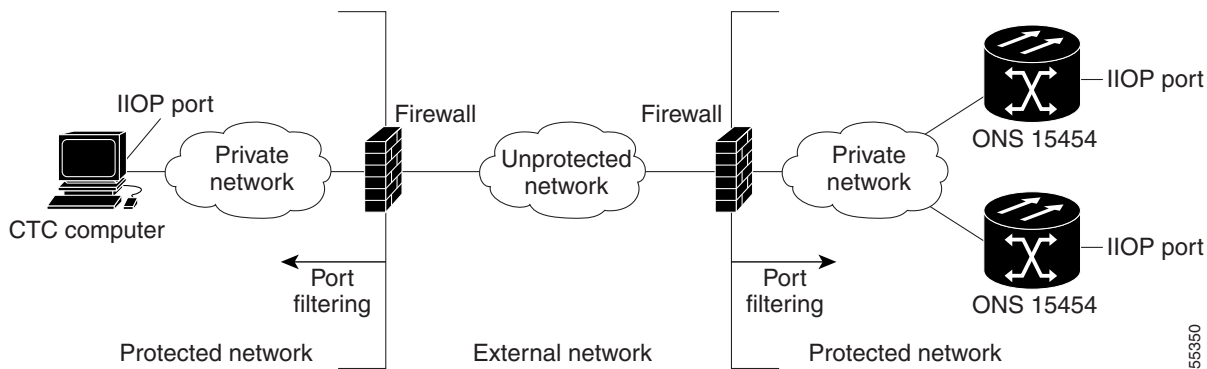 IIOP port
Private
network
CTC computer
Firewall
Unprotected
network
Firewall
Private
network
IIOP port
ONS 15454
IIOP port
ONS 15454
Port
filtering
Port
filtering
Protected network
External network
Protected network
55350